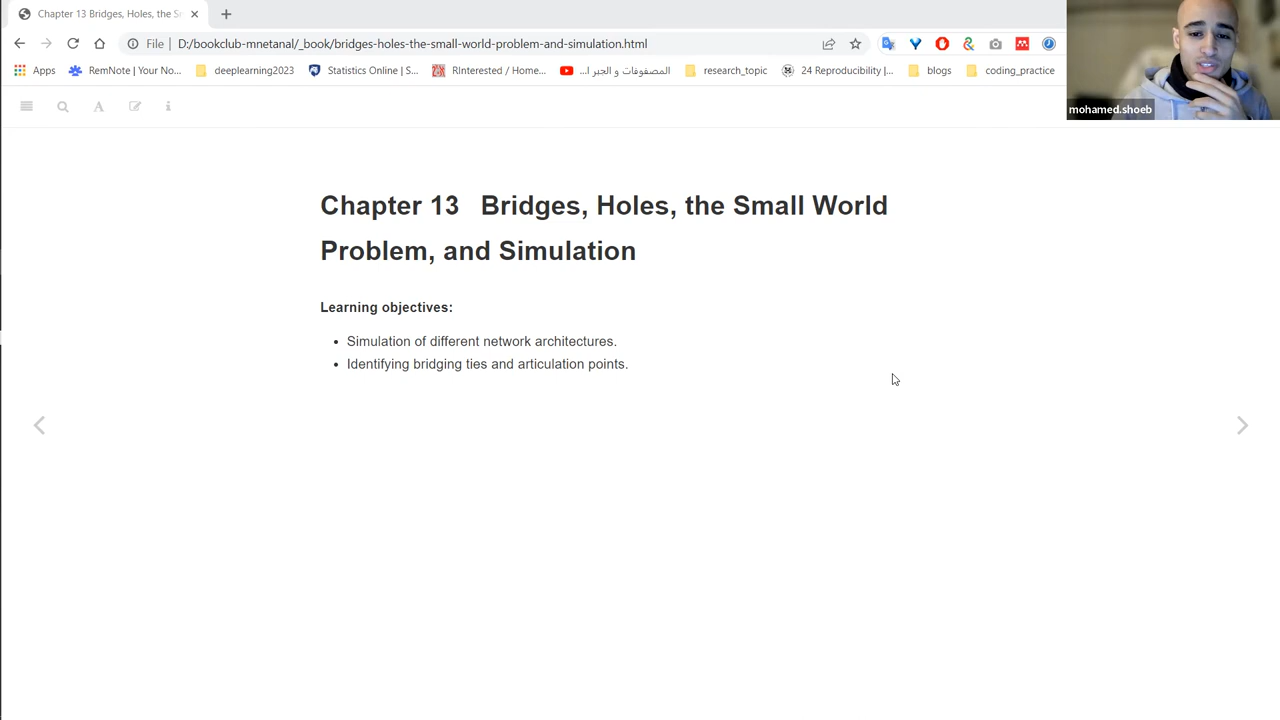 Chapter 13 Bridges, Holes, the S
File
D:/bookclub-mnetanal/_book/bridges-holes-the-small-world-problem-and-simulation.html
Apps
RemNote | Your No...
deeplearning2023
Statistics Online | S...
RInterested / Home...
المصفوفات و الجبر ا...
research_topic
24 Reproducibility |...
blogs
coding_practice
mohamed.shoeb
Chapter 13 Bridges, Holes, the Small World
Problem, and Simulation
Learning objectives:
• Simulation of different network architectures.
• Identifying bridging ties and articulation points.